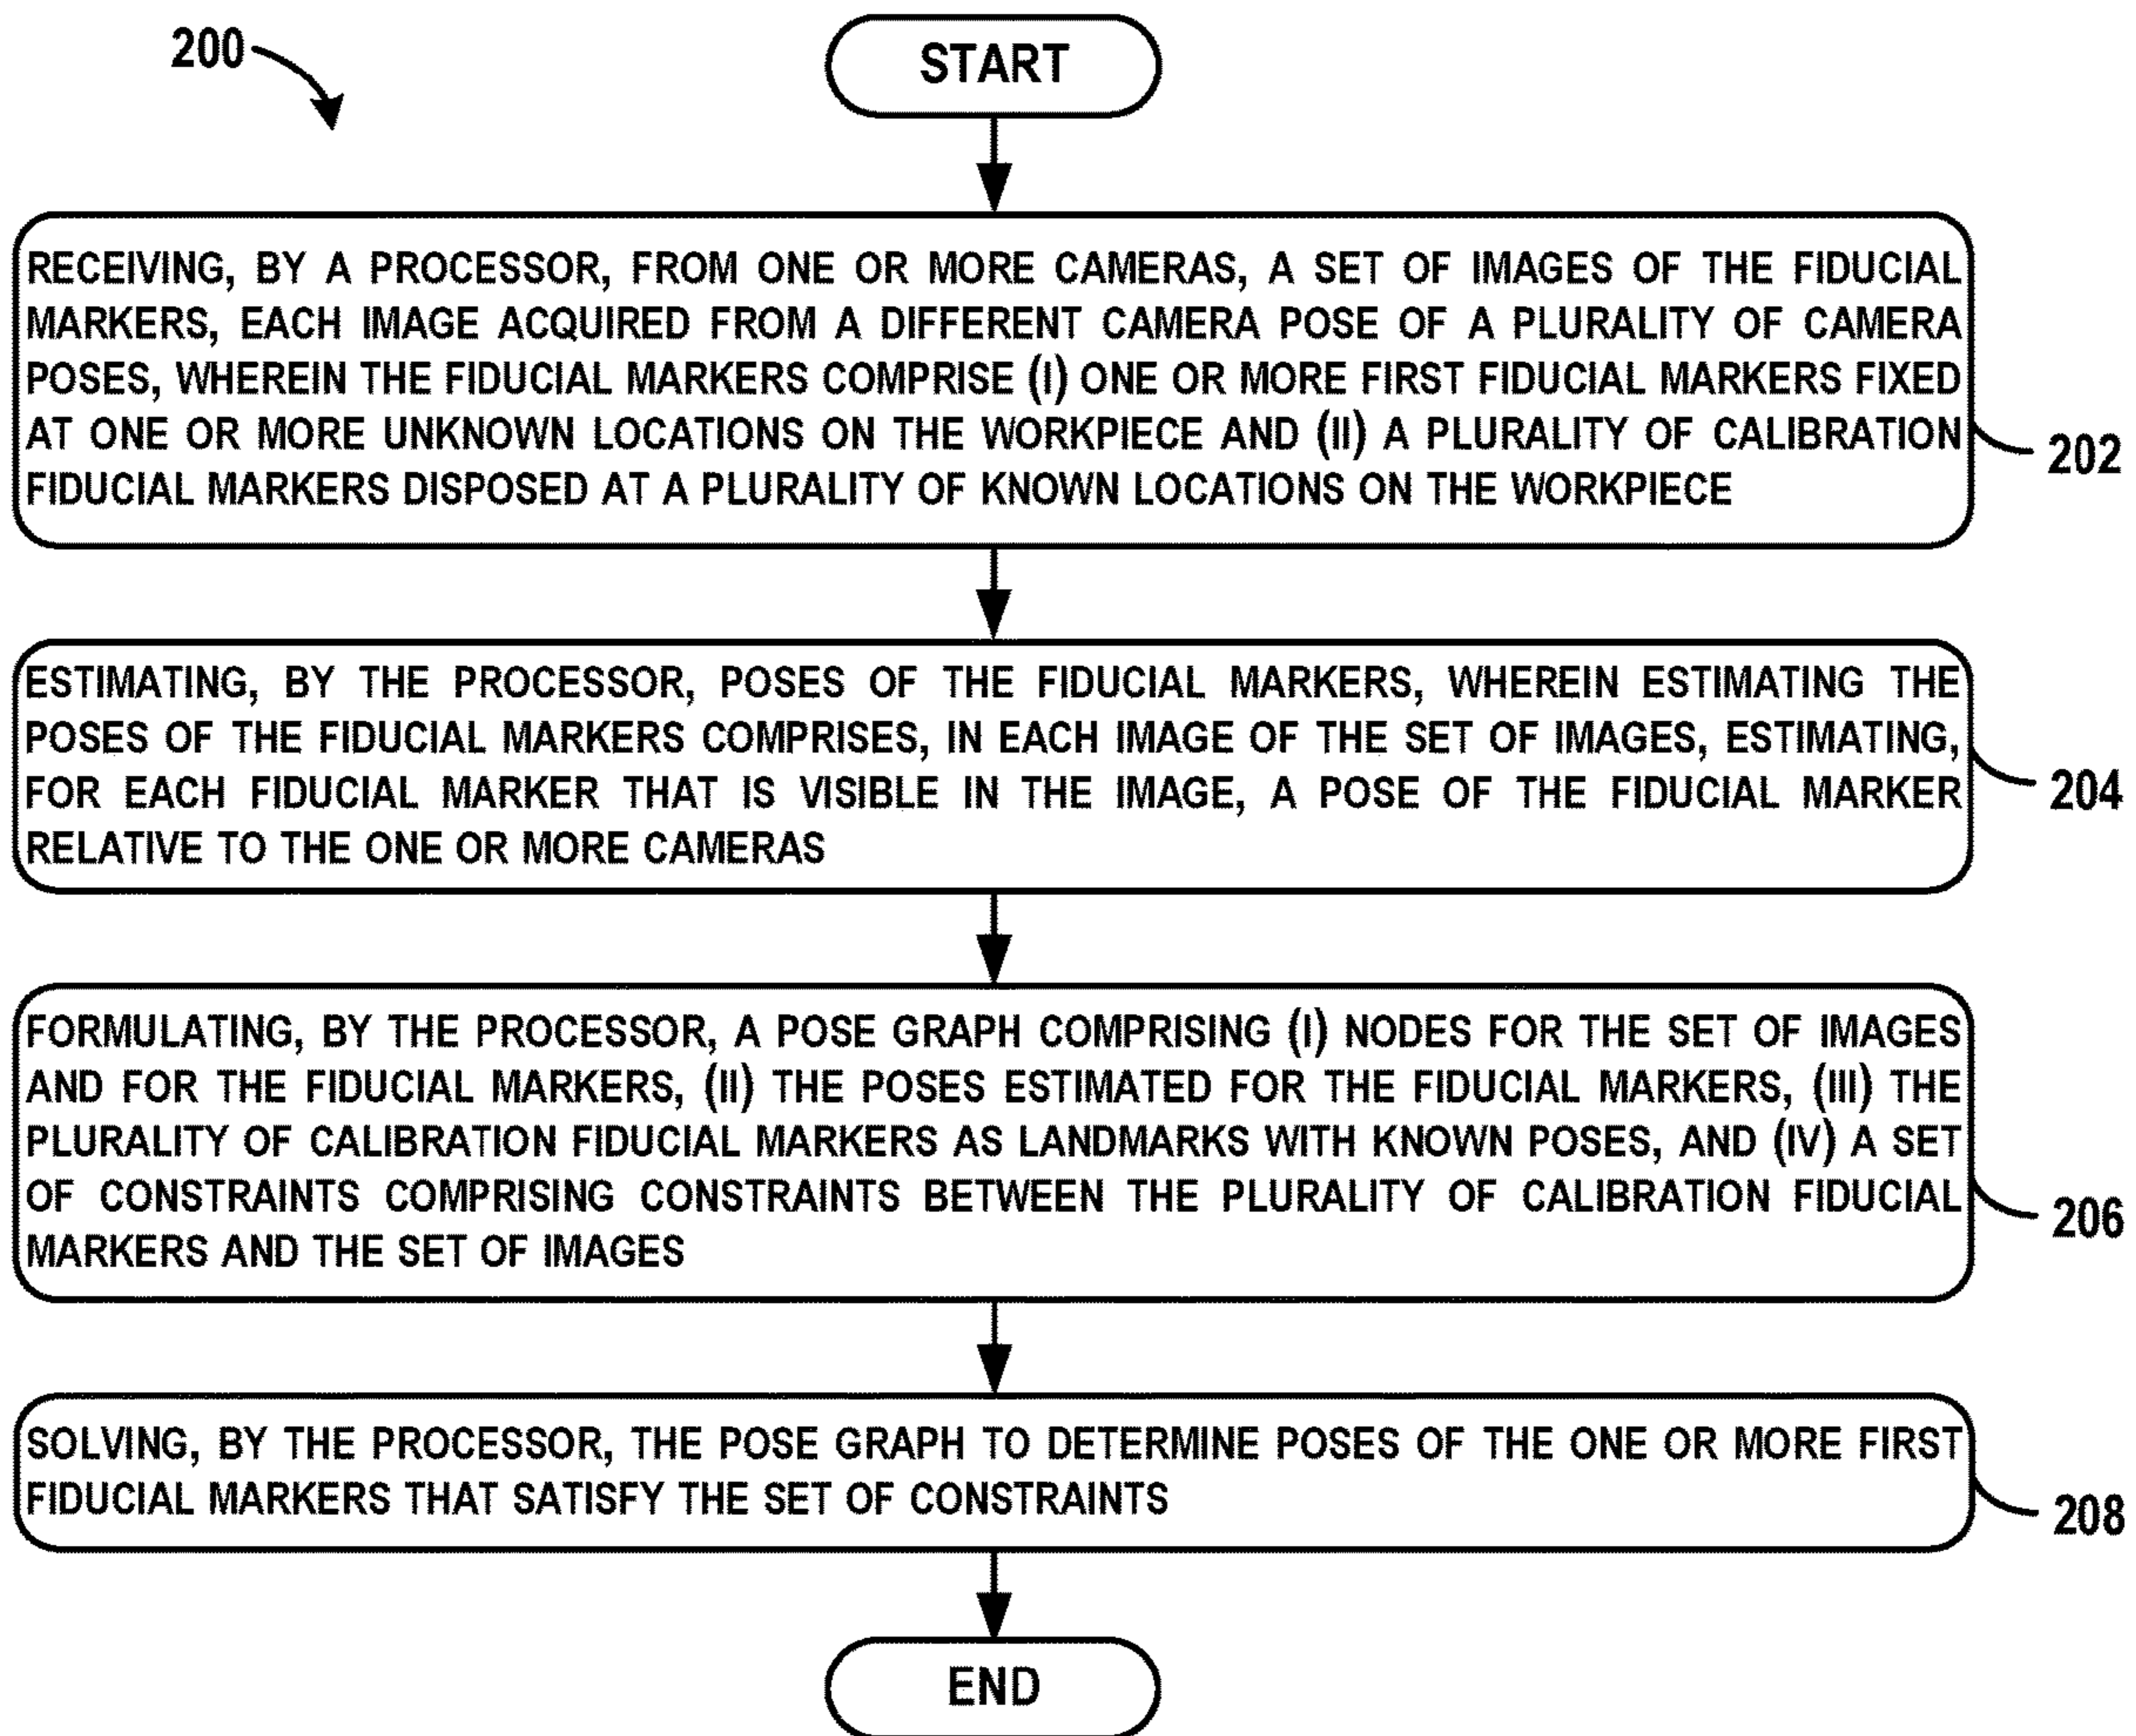 200
START
RECEIVING, BY A PROCESSOR, FROM ONE OR MORE CAMERAS, A SET OF IMAGES OF THE FIDUCIAL
MARKERS, EACH IMAGE ACQUIRED FROM A DIFFERENT CAMERA POSE OF A PLURALITY OF CAMERA
POSES, WHEREIN THE FIDUCIAL MARKERS COMPRISE (I) ONE OR MORE FIRST FIDUCIAL MARKERS FIXED
AT ONE OR MORE UNKNOWN LOCATIONS ON THE WORKPIECE AND (II) A PLURALITY OF CALIBRATION
FIDUCIAL MARKERS DISPOSED AT A PLURALITY OF KNOWN LOCATIONS ON THE WORKPIECE
202
ESTIMATING, BY THE PROCESSOR, POSES OF THE FIDUCIAL MARKERS, WHEREIN ESTIMATING THE
POSES OF THE FIDUCIAL MARKERS COMPRISES, IN EACH IMAGE OF THE SET OF IMAGES, ESTIMATING,
FOR EACH FIDUCIAL MARKER THAT IS VISIBLE IN THE IMAGE, A POSE OF THE FIDUCIAL MARKER
RELATIVE TO THE ONE OR MORE CAMERAS
204
FORMULATING, BY THE PROCESSOR, A POSE GRAPH COMPRISING (I) NODES FOR THE SET OF IMAGES
AND FOR THE FIDUCIAL MARKERS, (II) THE POSES ESTIMATED FOR THE FIDUCIAL MARKERS, (III) THE
PLURALITY OF CALIBRATION FIDUCIAL MARKERS AS LANDMARKS WITH KNOWN POSES, AND (IV) A SET
OF CONSTRAINTS COMPRISING CONSTRAINTS BETWEEN THE PLURALITY OF CALIBRATION FIDUCIAL
MARKERS AND THE SET OF IMAGES
206
SOLVING, BY THE PROCESSOR, THE POSE GRAPH TO DETERMINE POSES OF THE ONE OR MORE FIRST
FIDUCIAL MARKERS THAT SATISFY THE SET OF CONSTRAINTS
208
END